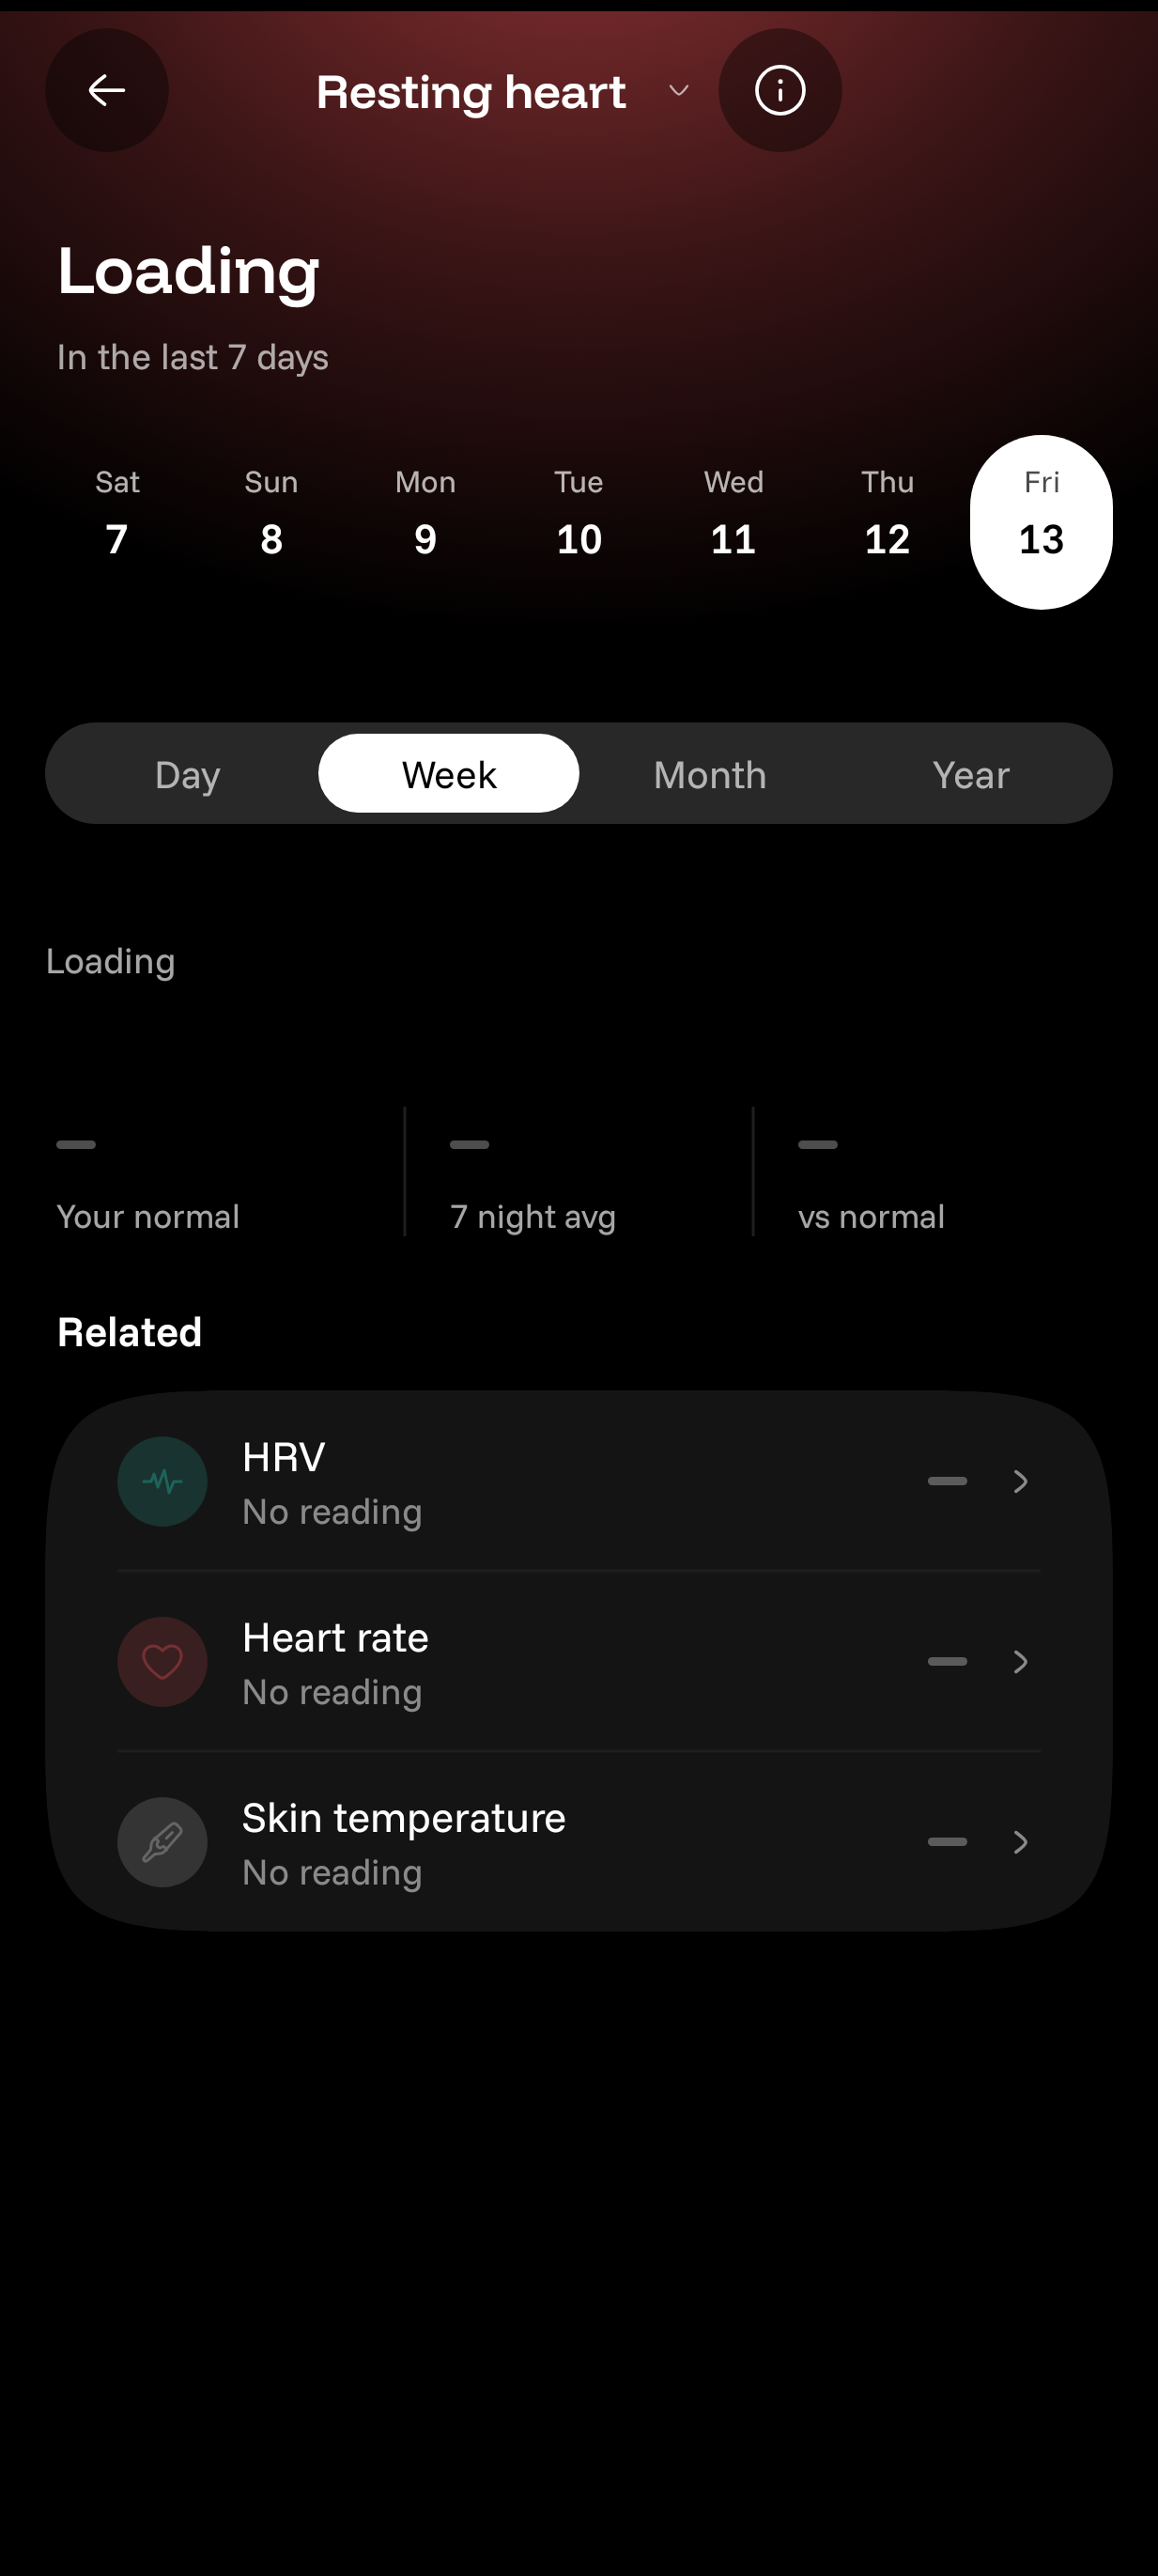 Resting heart
Loading
In the last 7 days
Sat Sun Mon Tue Wed Thu Fri
7 8 9 10 11 12 13
Day Week Month Year
Loading
Your normal 7 night avg vs normal
Related
HRV
No reading
Heart rate
No reading
Skin temperature
No reading